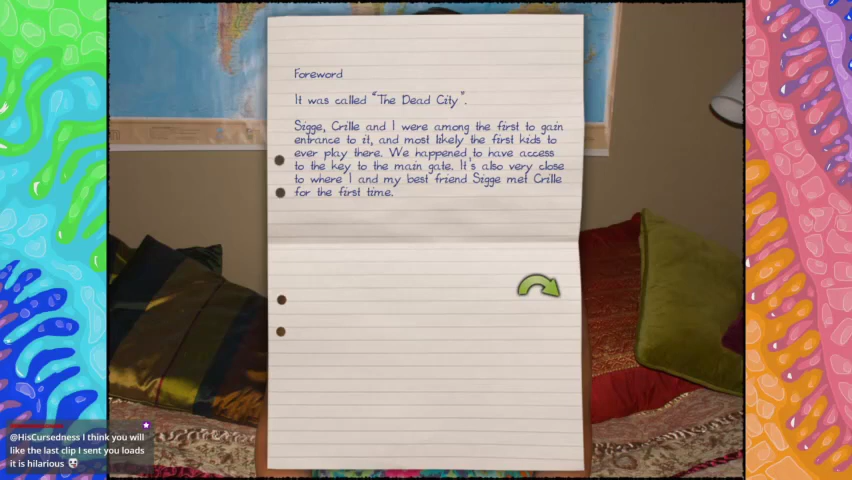 Foreword
It was called "The Dead City".
Sigge, Crille and I were among the first to gain
entrance to it, and most likely the first kids to
ever play there. We happened to have access
to the key to the main gate. It's also very close
to where I and my best friend Sigge met Crille
for the first time.
@HisCursedness I think you will
like the last clip I sent you loads
it is hilarious